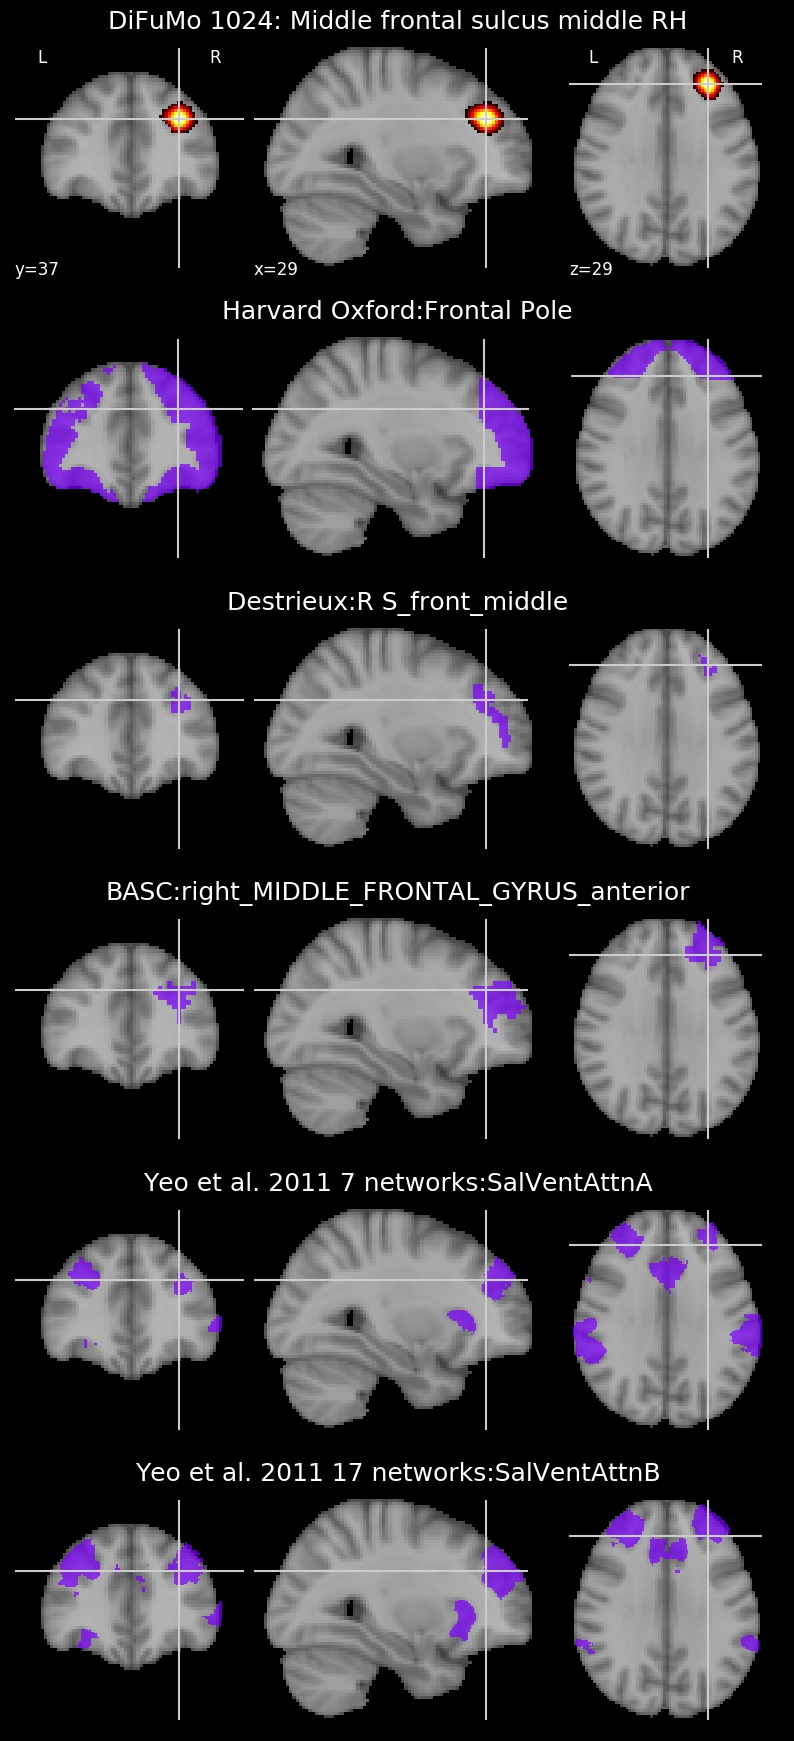 DiFuMo 1024: Middle frontal sulcus middle RH
L R L R
y=37 x=29 z=29
Harvard Oxford:Frontal Pole
Destrieux:R S_front_middle
BASC:right_MIDDLE_FRONTAL_GYRUS_anterior
Yeo et al. 2011 7 networks:SalVentAttnA
Yeo et al. 2011 17 networks:SalVentAttnB